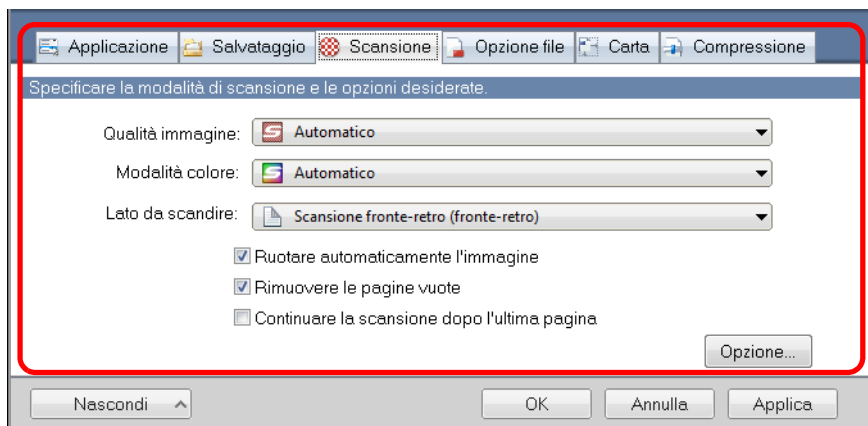 Applicazione Salvataggio Scansione Opzione file Carta Compressione
Specificare la modalità di scansione e le opzioni desiderate.
Qualità immagine: Automatico
Modalità colore: Automatico
Lato da scandire: Scansione fronte-retro (fronte-retro)
Ruotare automaticamente l'immagine
Rimuovere le pagine vuote
Continuare la scansione dopo l'ultima pagina
Opzione...
Nascondi OK Annulla Applica